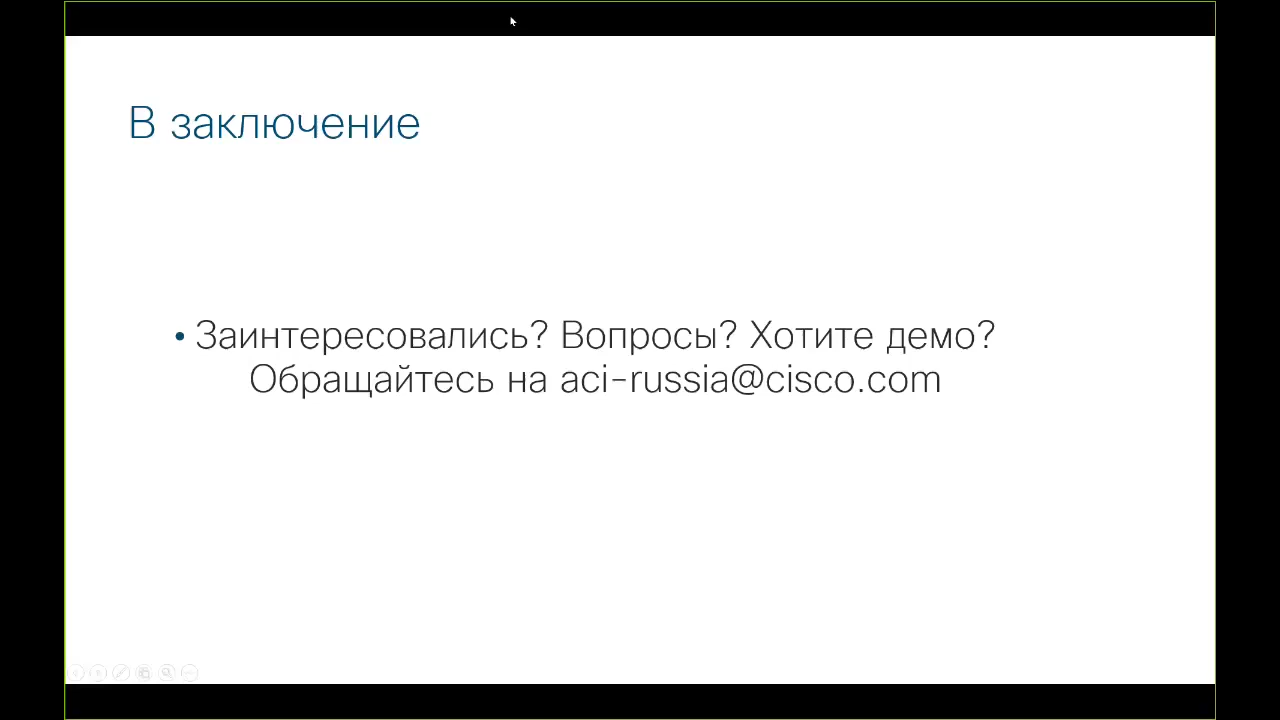 В заключение
• Заинтересовались? Вопросы? Хотите демо?
Обращайтесь на aci-russia@cisco.com